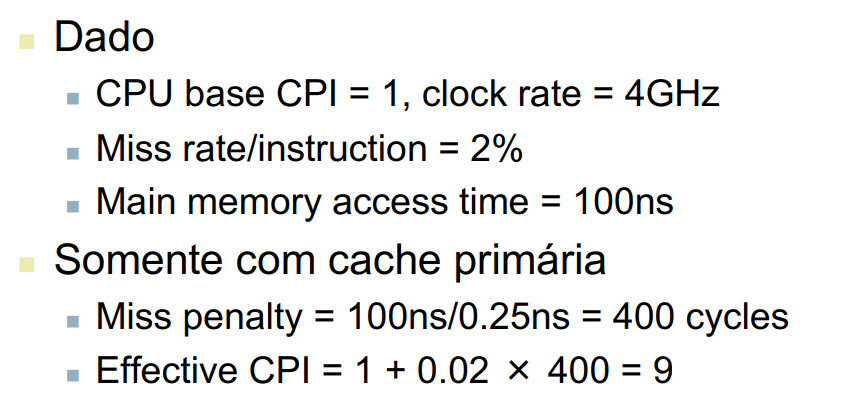 Dado
CPU base CPI = 1, clock rate = 4GHz
Miss rate/instruction = 2%
Main memory access time = 100ns
Somente com cache primária
Miss penalty = 100ns/0.25ns = 400 cycles
Effective CPI = 1 + 0.02 × 400 = 9